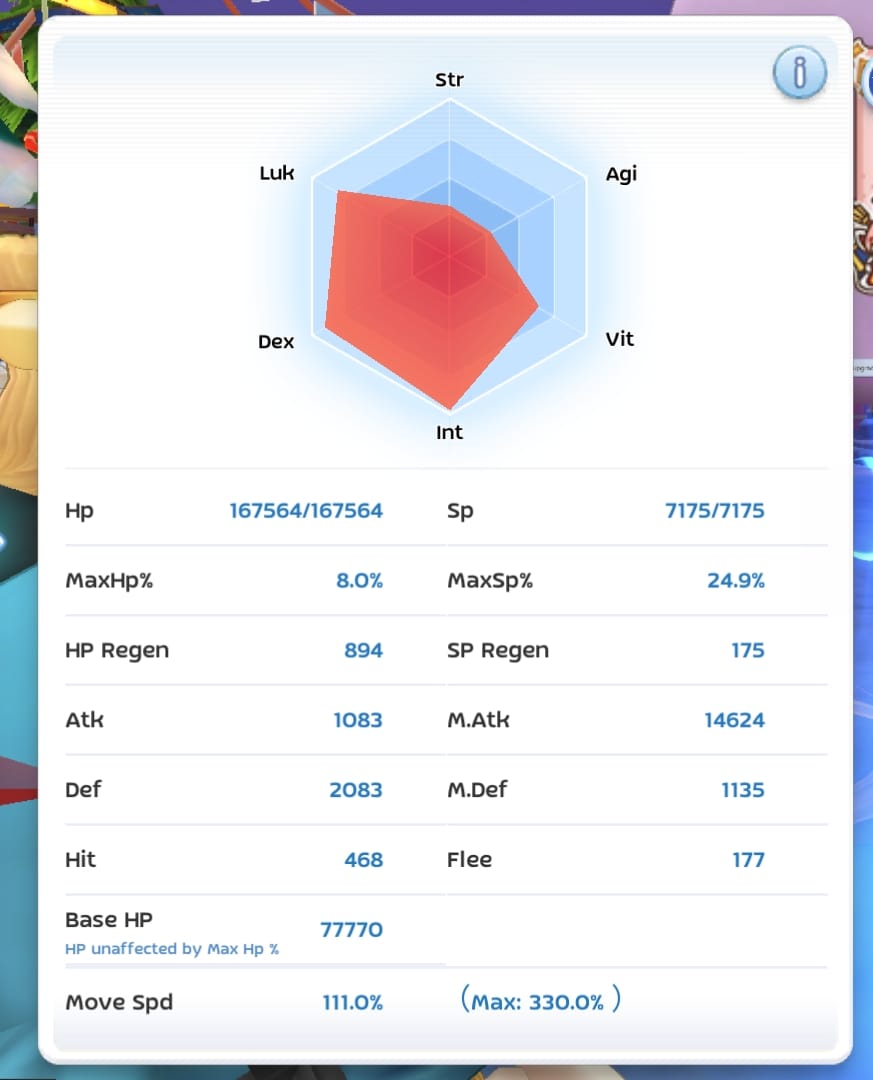 Str
Luk
Agi
Dex
Vit
Int
Hp 167564/167564 Sp 7175/7175
MaxHp% 8.0% MaxSp% 24.9%
HP Regen 894 SP Regen 175
Atk 1083 M.Atk 14624
Def 2083 M.Def 1135
Hit 468 Flee 177
Base HP 77770
HP unaffected by Max Hp %
Move Spd 111.0% (Max: 330.0% )